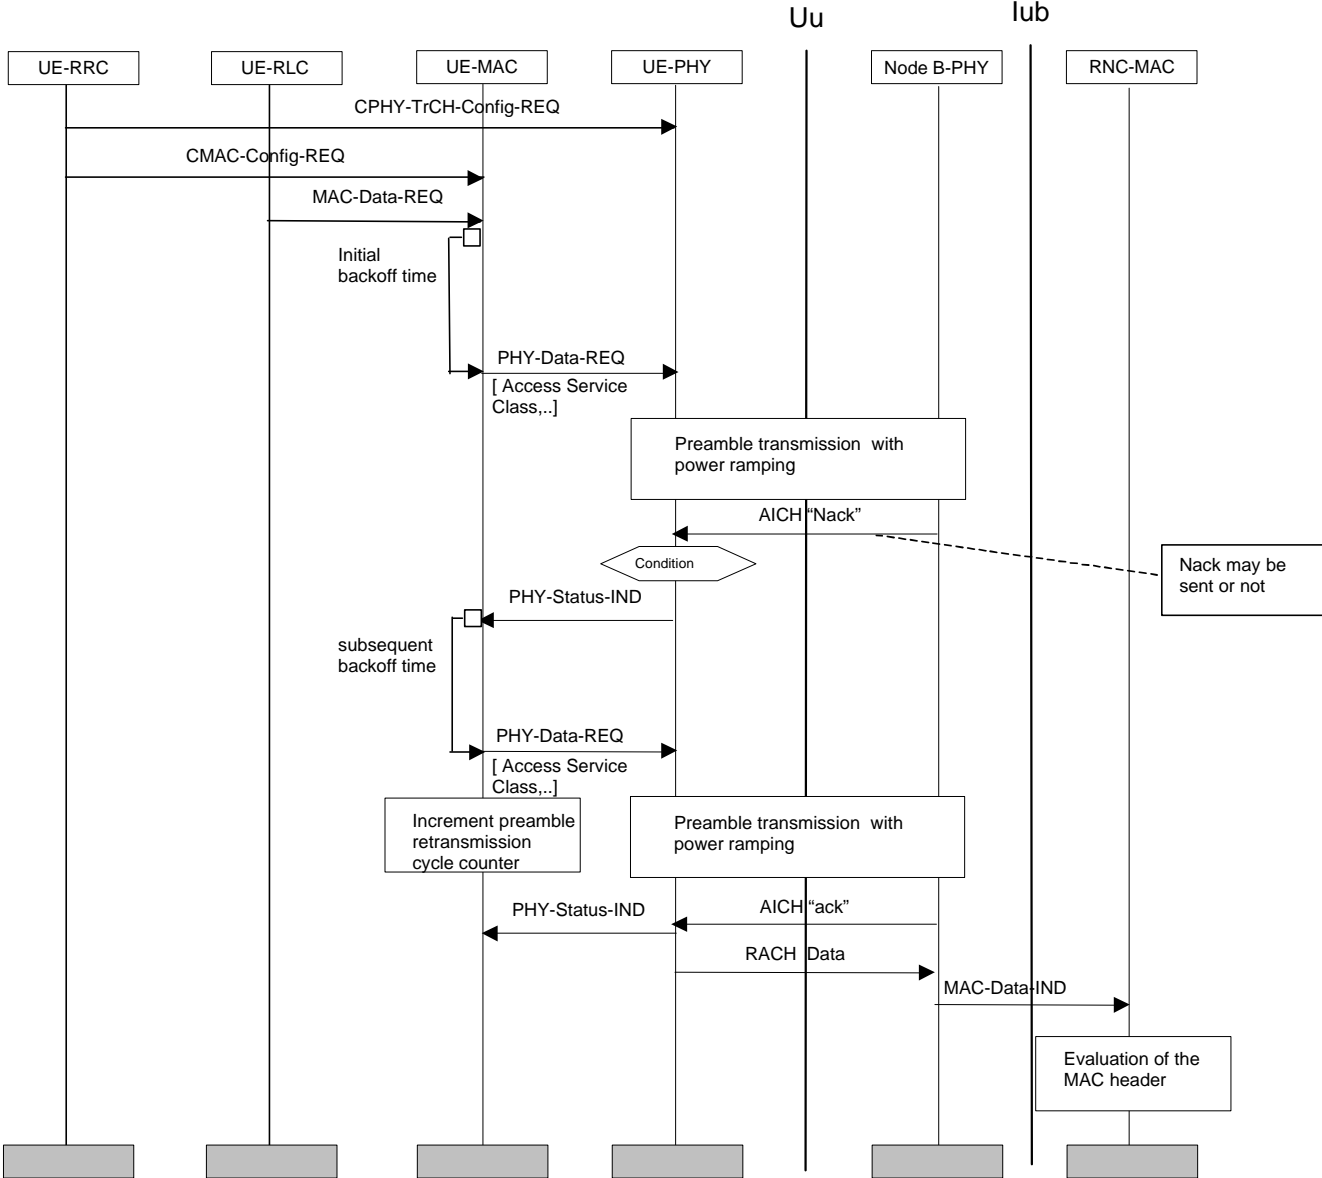 Uu
Iub
UE-RRC
UE-RLC
UE-MAC
UE-PHY
Node B-PHY
RNC-MAC
CPHY-TrCH-Config-REQ
CMAC-Config-REQ
MAC-Data-REQ
Initial
backoff time
PHY-Data-REQ
[ Access Service
Class,..]
Preamble transmission with
power ramping
AICH “Nack”
Condition
Nack may be
sent or not
PHY-Status-IND
subsequent
backoff time
PHY-Data-REQ
[ Access Service
Class,..]
Increment preamble
retransmission
cycle counter
Preamble transmission with
power ramping
PHY-Status-IND
AICH “ack”
RACH Data
MAC-Data-IND
Evaluation of the
MAC header